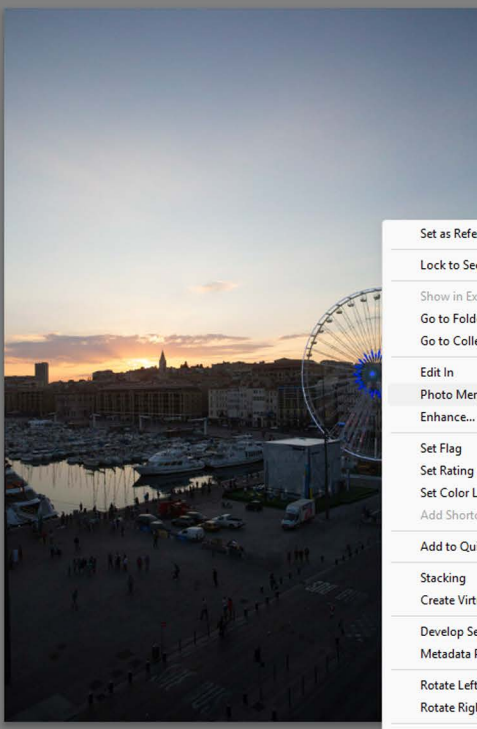 Set as Refe
Lock to Se
Show in Ex
Go to Fold
Go to Colle
Edit In
Photo Mer
Enhance...
Set Flag
Set Rating
Set Color L
Add Shortc
Add to Qui
Stacking
Create Virt
Develop Se
Metadata P
Rotate Left
Rotate Righ